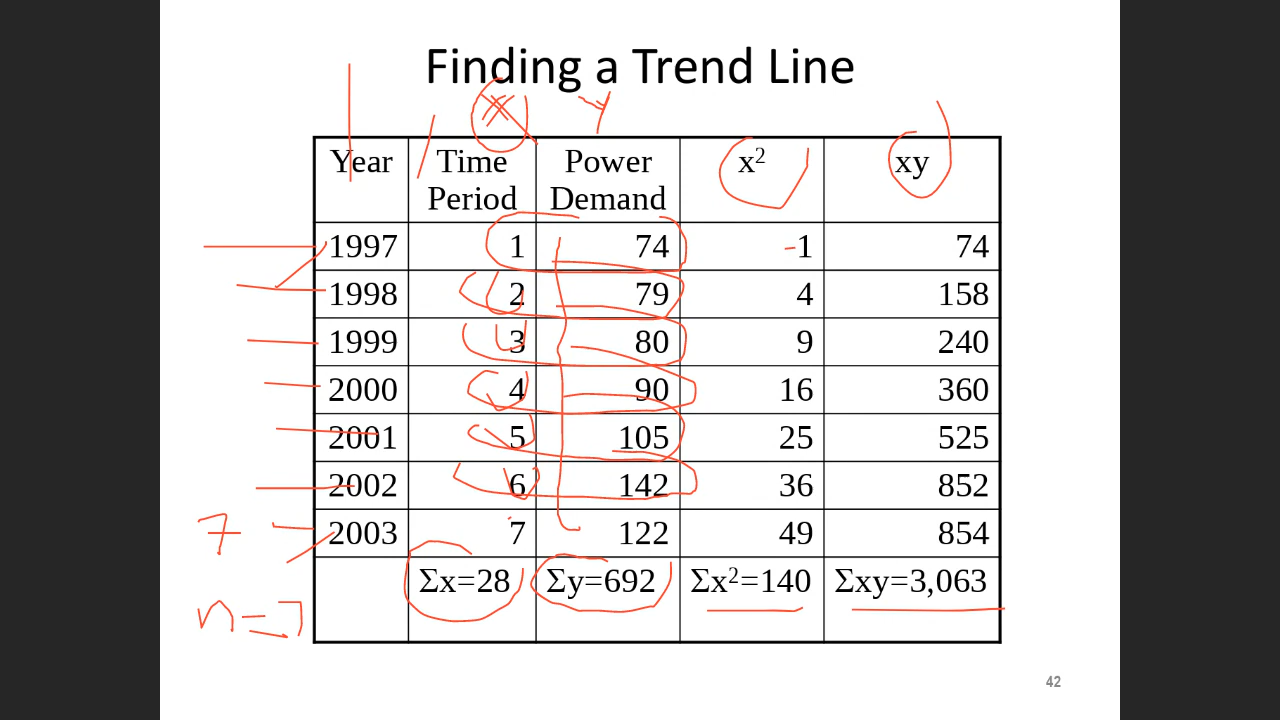 Finding a Trend Line
x y
Year Time Period Power Demand x² xy
1997 1 74 -1 74
1998 2 79 4 158
1999 3 80 9 240
2000 4 90 16 360
2001 5 105 25 525
2002 6 142 36 852
7 2003 7 122 49 854
Σx=28 Σy=692 Σx²=140 Σxy=3,063
n=7
42